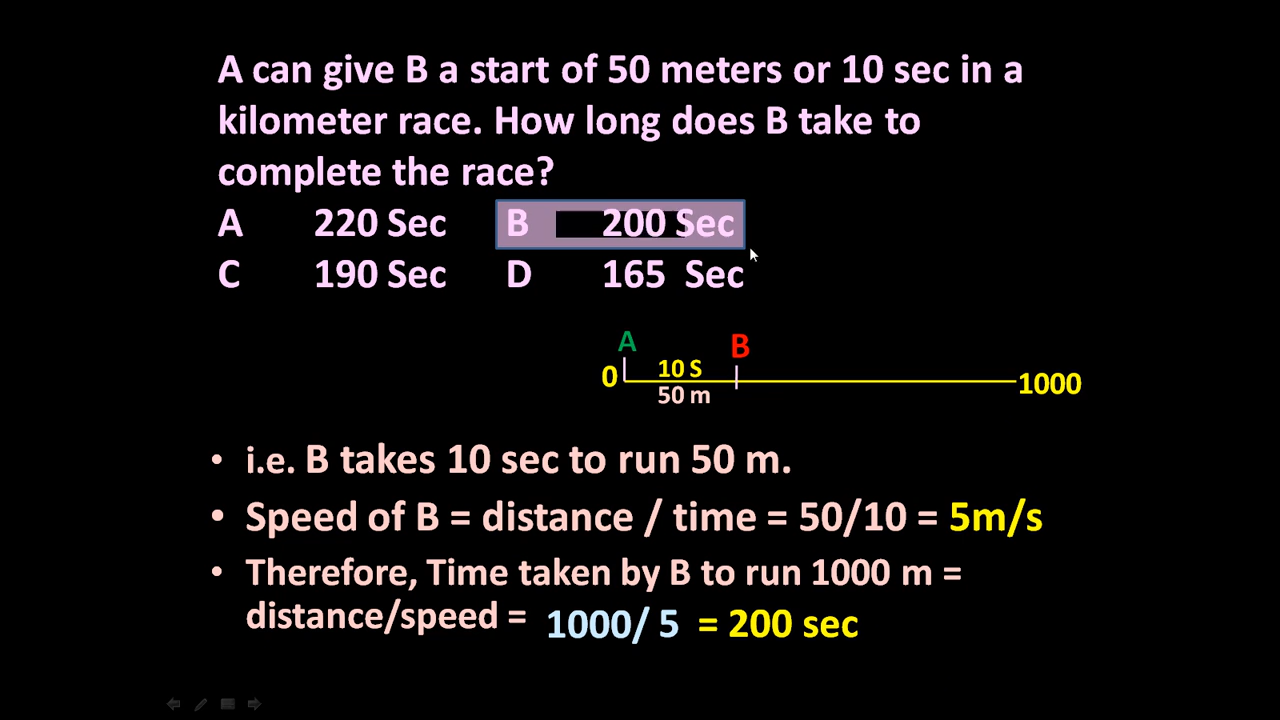 A can give B a start of 50 meters or 10 sec in a
kilometer race. How long does B take to
complete the race?
A 220 Sec B 200 Sec
C 190 Sec D 165 Sec
A B
0 10 S 1000
50 m
• i.e. B takes 10 sec to run 50 m.
• Speed of B = distance / time = 50/10 = 5m/s
• Therefore, Time taken by B to run 1000 m =
distance/speed = 1000/ 5 = 200 sec